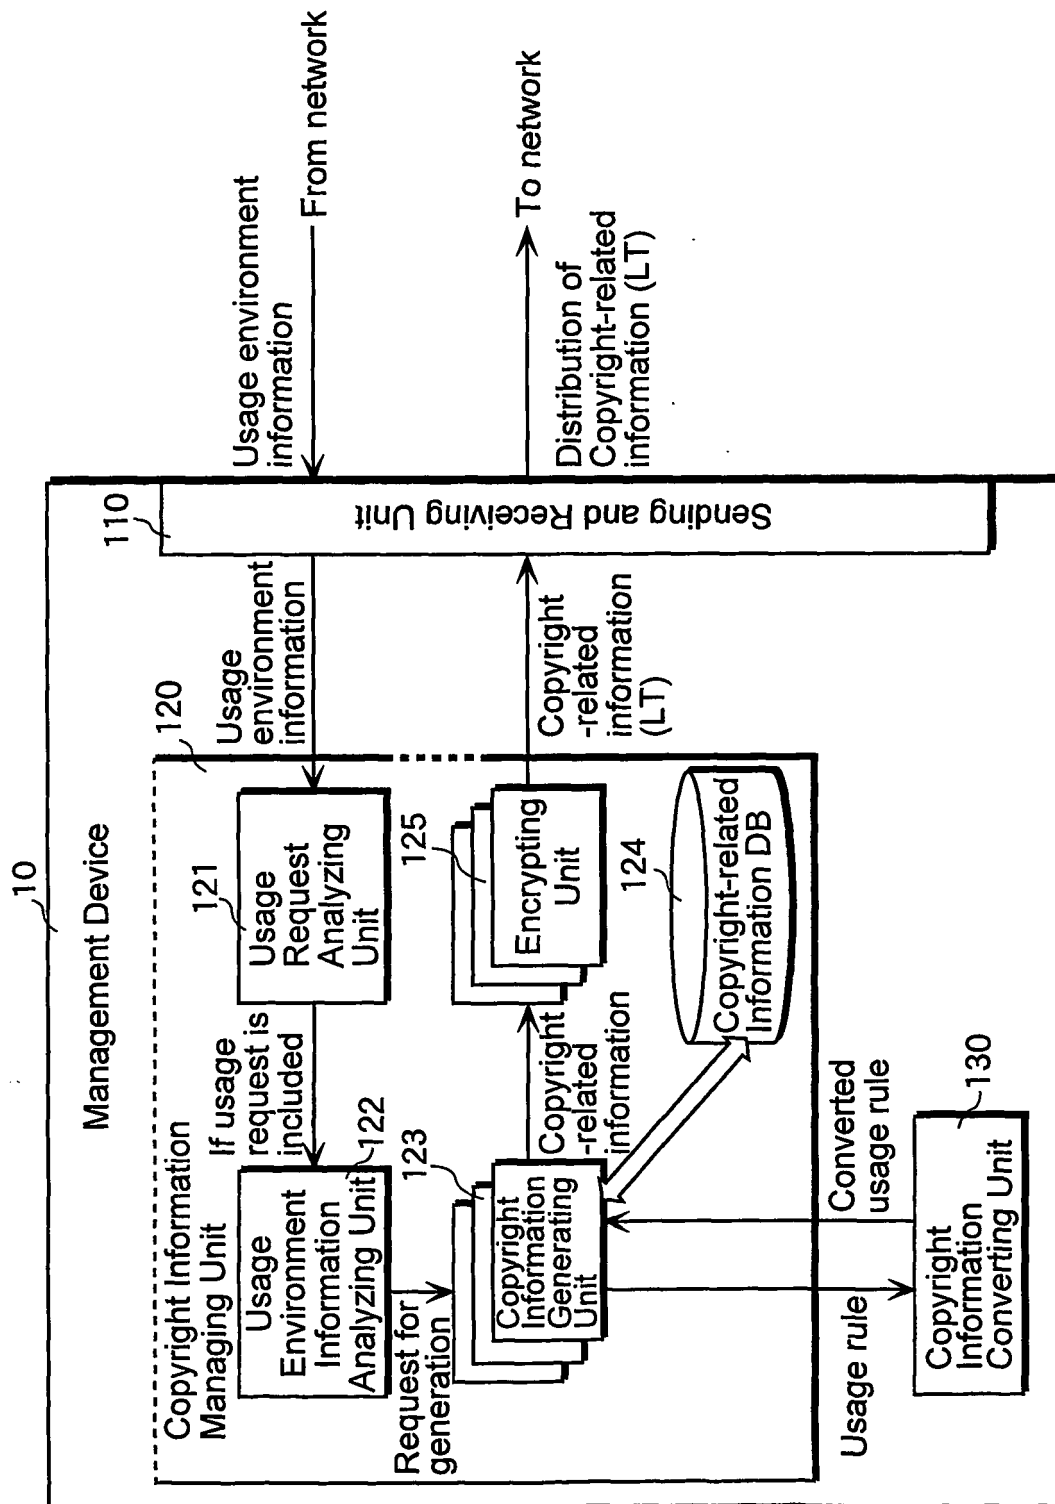 10
Management Device
120
Copyright Information
Managing Unit
110
Usage environment
information
From network
Usage
environment
information
121
Usage
Request
Analyzing
Unit
If usage
request is
included
122
Usage
Environment
Information
Analyzing Unit
Request for
generation
123
Copyright
Information
Generating
Unit
Copyright
-related
information
125
Encrypting
Unit
Copyright
-related
information
(LT)
Sending and Receiving Unit
To network
Distribution of
Copyright-related
information (LT)
124
Copyright-related
Information DB
Usage rule
Converted
usage rule
130
Copyright
Information
Converting Unit